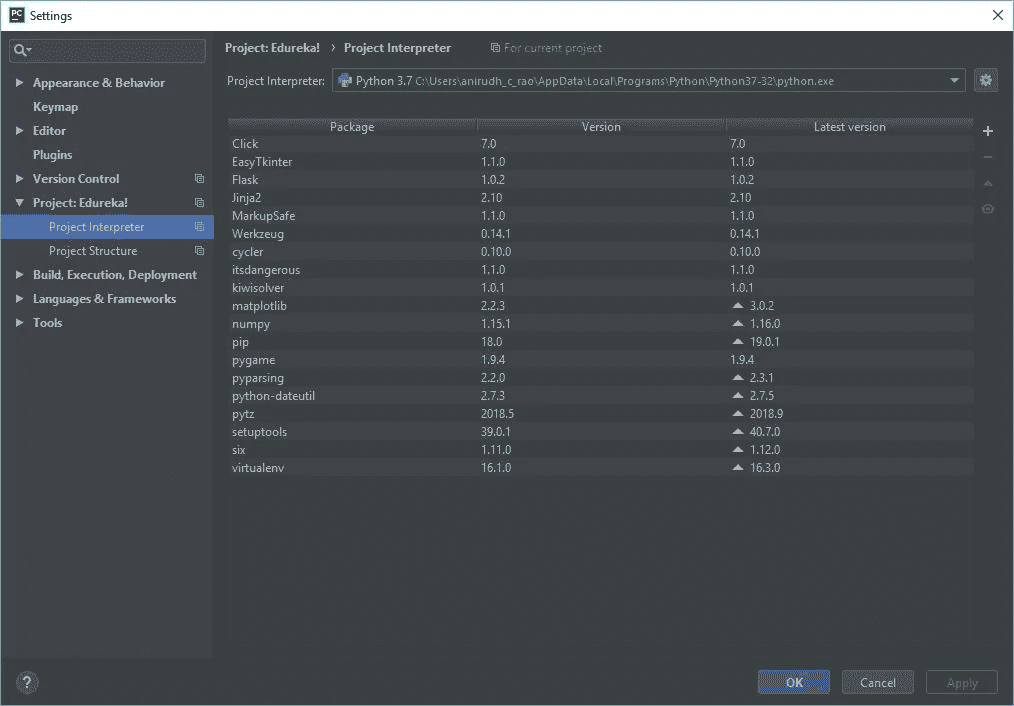 PC Settings
Project: Edureka! › Project Interpreter For current project
Appearance & Behavior
Keymap
Editor
Plugins
Version Control
Project: Edureka!
Project Interpreter
Project Structure
Build, Execution, Deployment
Languages & Frameworks
Tools
Project Interpreter: Python 3.7 C:\Users\anirudh_c_rao\AppData\Local\Programs\Python\Python37-32\python.exe
Package Version Latest version
Click 7.0 7.0
EasyTkinter 1.1.0 1.1.0
Flask 1.0.2 1.0.2
Jinja2 2.10 2.10
MarkupSafe 1.1.0 1.1.0
Werkzeug 0.14.1 0.14.1
cycler 0.10.0 0.10.0
itsdangerous 1.1.0 1.1.0
kiwisolver 1.0.1 1.0.1
matplotlib 2.2.3 3.0.2
numpy 1.15.1 1.16.0
pip 18.0 19.0.1
pygame 1.9.4 1.9.4
pyparsing 2.2.0 2.3.1
python-dateutil 2.7.3 2.7.5
pytz 2018.5 2018.9
setuptools 39.0.1 40.7.0
six 1.11.0 1.12.0
virtualenv 16.1.0 16.3.0
? OK Cancel Apply